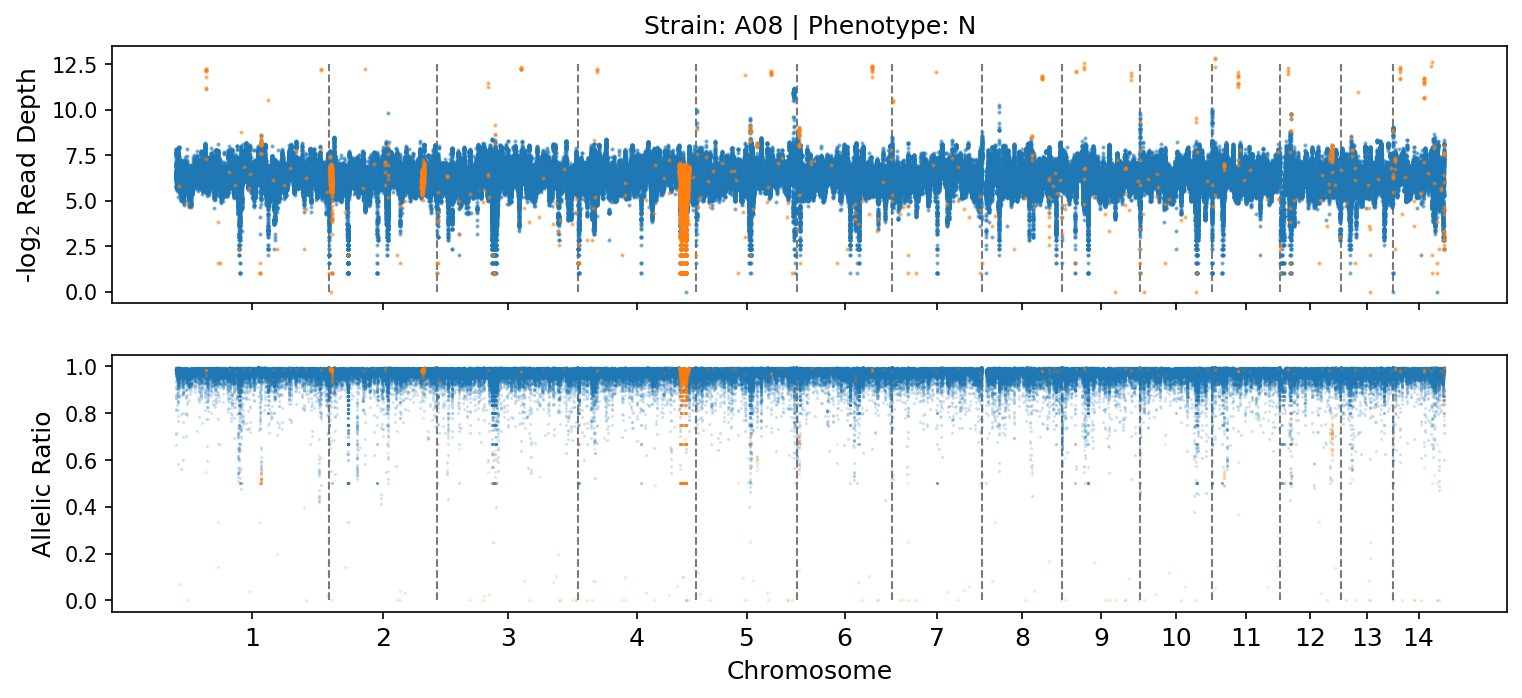 Strain: A08 | Phenotype: N
-log₂ Read Depth
12.5
10.0
7.5
5.0
2.5
0.0
Allelic Ratio
1.0
0.8
0.6
0.4
0.2
0.0
1 2 3 4 5 6 7 8 9 10 11 12 13 14
Chromosome